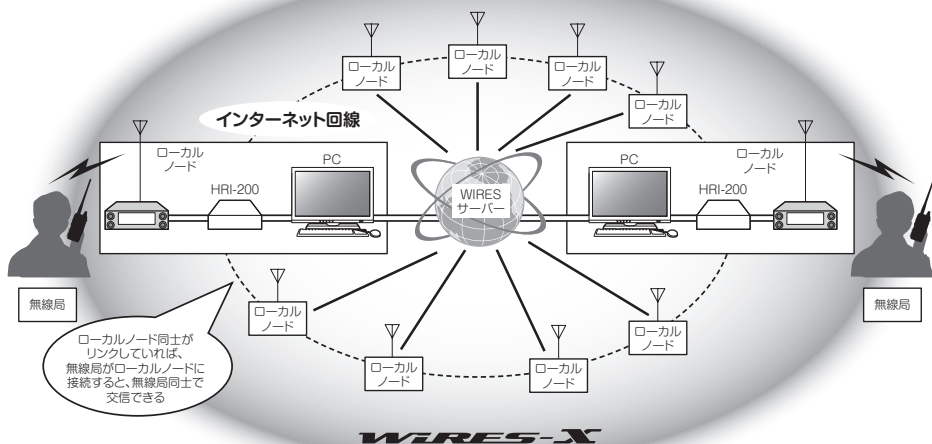 ローカル
ノード
ローカル
ノード
ローカル
ノード
ローカル
ノード
インターネット回線
ローカル
ノード
HRI-200
PC
WIRES
サーバー
PC
HRI-200
ローカル
ノード
無線局
無線局
ローカル
ノード
ローカル
ノード
ローカル
ノード
ローカル
ノード
ローカルノード同士が
リンクしていれば、
無線局がローカルノードに
接続すると、無線局同士で
交信できる
WIRES-X